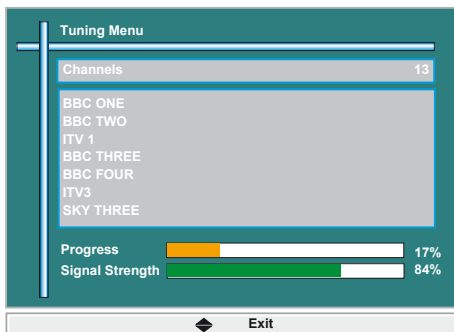 Tuning Menu
Channels 13
BBC ONE
BBC TWO
ITV 1
BBC THREE
BBC FOUR
ITV3
SKY THREE
Progress 17%
Signal Strength 84%
Exit